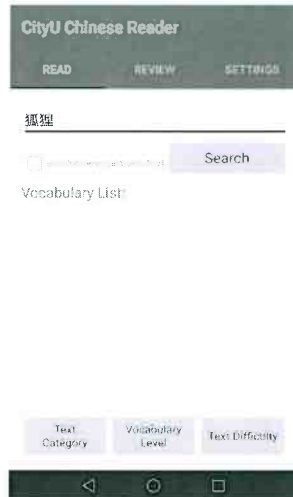 CityU Chinese Reader
READ REVIEW SETTINGS
狐狸
Search
Vocabulary List:
Text Category
Vocabulary Level
Text Difficulty